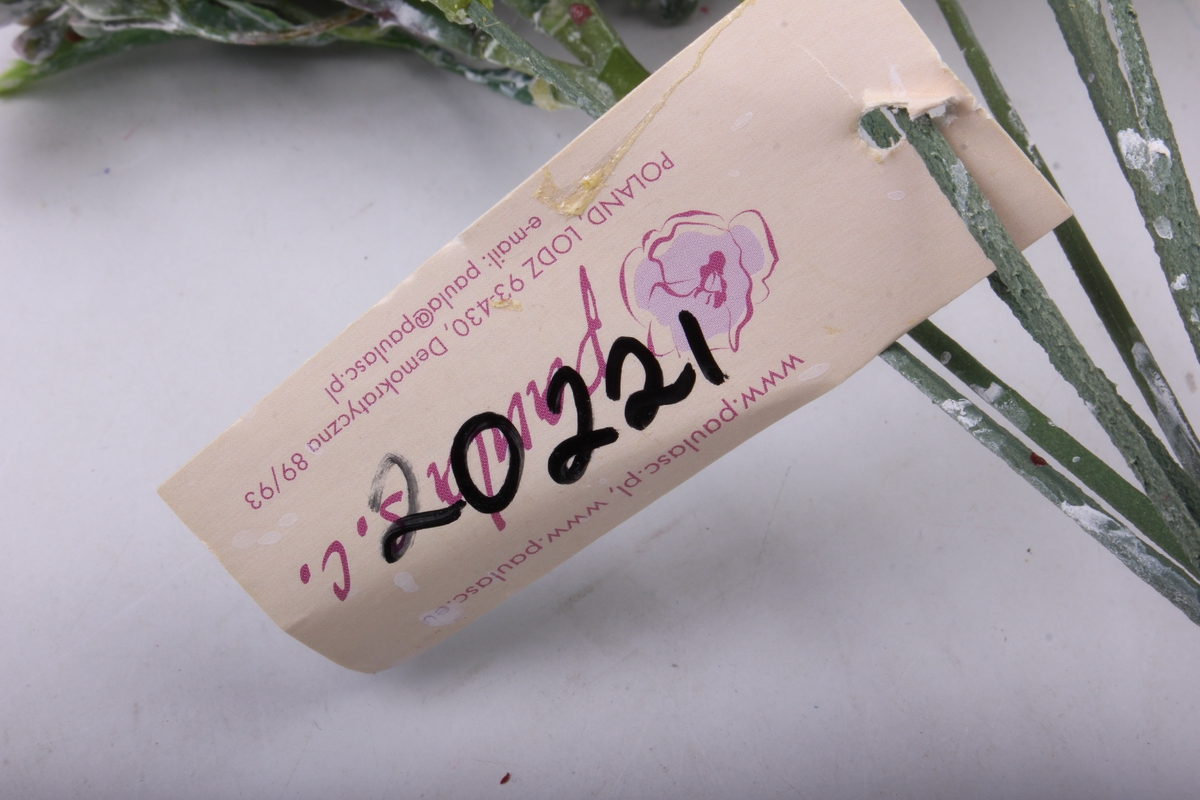 POLAND, LODZ 93-430, Demokratyczna 89/93
e-mail: paula@paulasc.pl
paula s.c.
www.paulasc.pl, www.paulasc.eu
20221